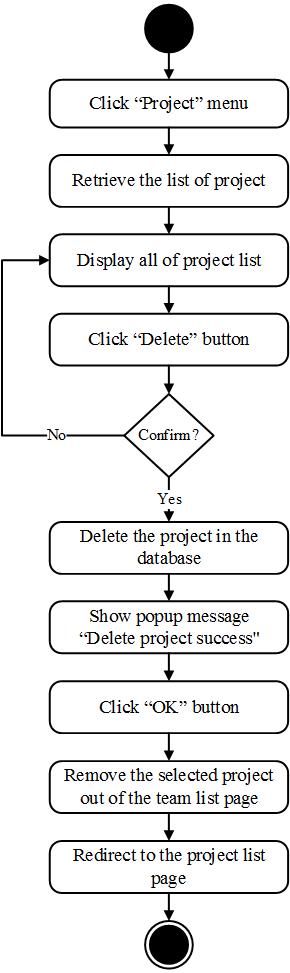 Click “Project” menu
Retrieve the list of project
Display all of project list
Click “Delete” button
Confirm?
No
Yes
Delete the project in the
database
Show popup message
“Delete project success"
Click “OK” button
Remove the selected project
out of the team list page
Redirect to the project list
page